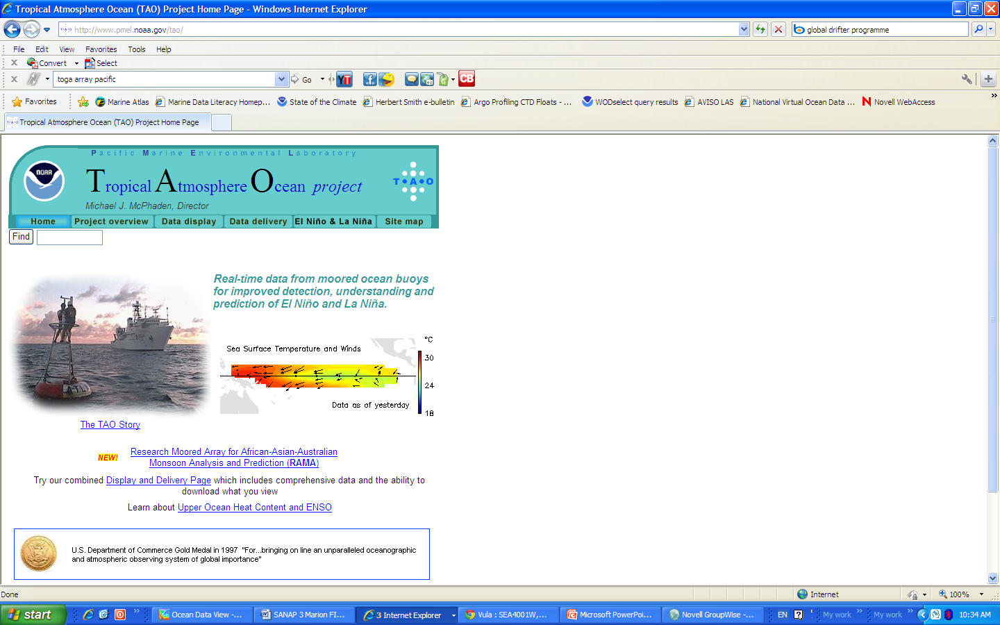 Tropical Atmosphere Ocean (TAO) Project Home Page - Windows Internet Explorer
http://www.pmel.noaa.gov/tao/
global drifter programme
File Edit View Favorites Tools Help
Convert Select
toga array pacific Go YT CB
Favorites Marine Atlas Marine Data Literacy Homep... State of the Climate Herbert Smith e-bulletin Argo Profiling CTD Floats - ... WODselect query results AVISO LAS National Virtual Ocean Data ... Novell WebAccess
Tropical Atmosphere Ocean (TAO) Project Home Page
Pacific Marine Environmental Laboratory
NOAA
Tropical Atmosphere Ocean project
T•A•O
Michael J. McPhaden, Director
Home Project overview Data display Data delivery El Niño & La Niña Site map
Find
Real-time data from moored ocean buoys
for improved detection, understanding and
prediction of El Niño and La Niña.
°C
Sea Surface Temperature and Winds
30
24
Data as of yesterday
18
The TAO Story
NEW!
Research Moored Array for African-Asian-Australian
Monsoon Analysis and Prediction (RAMA)
Try our combined Display and Delivery Page which includes comprehensive data and the ability to
download what you view
Learn about Upper Ocean Heat Content and ENSO
U.S. Department of Commerce Gold Medal in 1997 "For...bringing on line an unparalleled oceanographic
and atmospheric observing system of global importance"
Done Internet 100%
start Ocean Data View -... SANAP 3 Marion FI... 3 Internet Explorer Vula : SEA4001W,... Microsoft PowerPoi... Novell GroupWise -... EN My work My work 10:34 AM